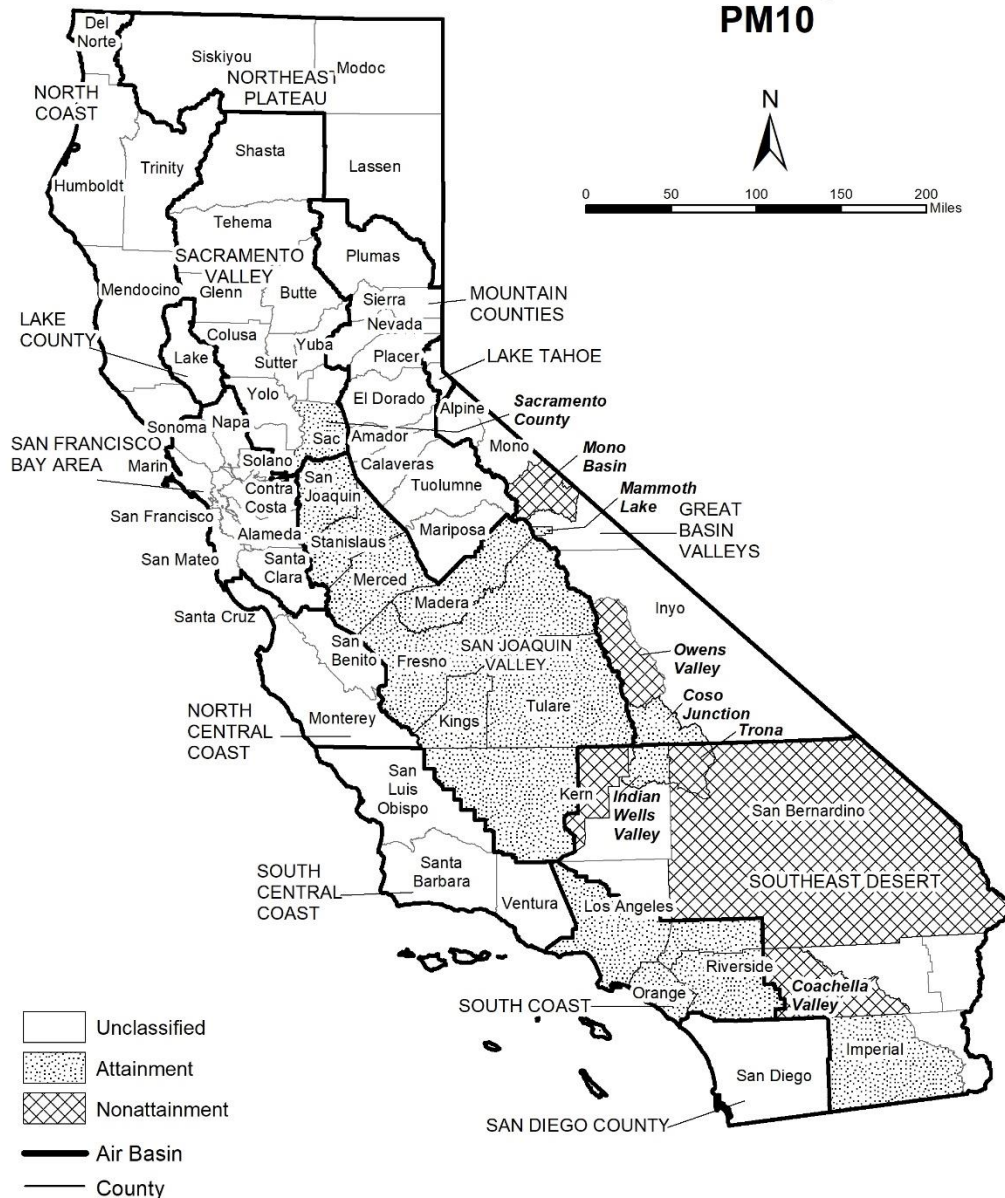 PM10
N
0 50 100 150 200
Miles
Del
Norte
Siskiyou
Modoc
NORTHEAST
PLATEAU
NORTH
COAST
Shasta
Trinity
Lassen
Humboldt
Tehema
SACRAMENTO
VALLEY
Plumas
Mendocino
Glenn
Butte
Sierra
MOUNTAIN
COUNTIES
Nevada
LAKE
COUNTY
Colusa
Yuba
Lake
Sutter
Placer
LAKE TAHOE
Yolo
El Dorado
Alpine
Sacramento
County
Sonoma
Napa
Sac
Amador
Mono
SAN FRANCISCO
BAY AREA
Marin
Solano
Calaveras
Mono
Basin
San
Joaquin
Contra
Costa
Tuolumne
Mammoth
Lake
San Francisco
Alameda
Stanislaus
Mariposa
GREAT
BASIN
VALLEYS
San Mateo
Santa
Clara
Merced
Madera
Santa Cruz
Inyo
San
Benito
Fresno
SAN JOAQUIN
VALLEY
Owens
Valley
Coso
Junction
NORTH
CENTRAL
COAST
Monterey
Kings
Tulare
Trona
San
Luis
Obispo
Kern
Indian
Wells
Valley
San Bernardino
SOUTH
CENTRAL
COAST
Santa
Barbara
SOUTHEAST DESERT
Ventura
Los Angeles
Riverside
Coachella
Valley
Orange
SOUTH COAST
Imperial
San Diego
SAN DIEGO COUNTY
Unclassified
Attainment
Nonattainment
Air Basin
County